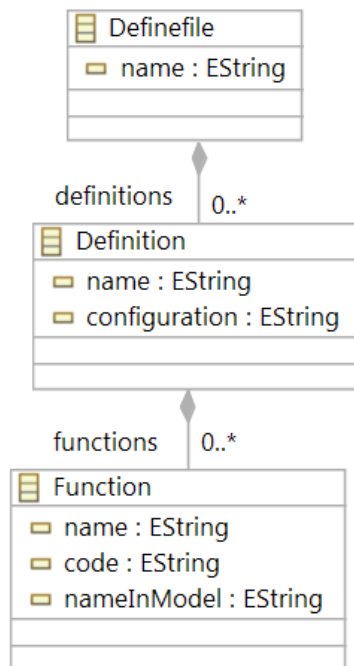 Definefile
name : EString
definitions
0..*
Definition
name : EString
configuration : EString
functions
0..*
Function
name : EString
code : EString
nameInModel : EString